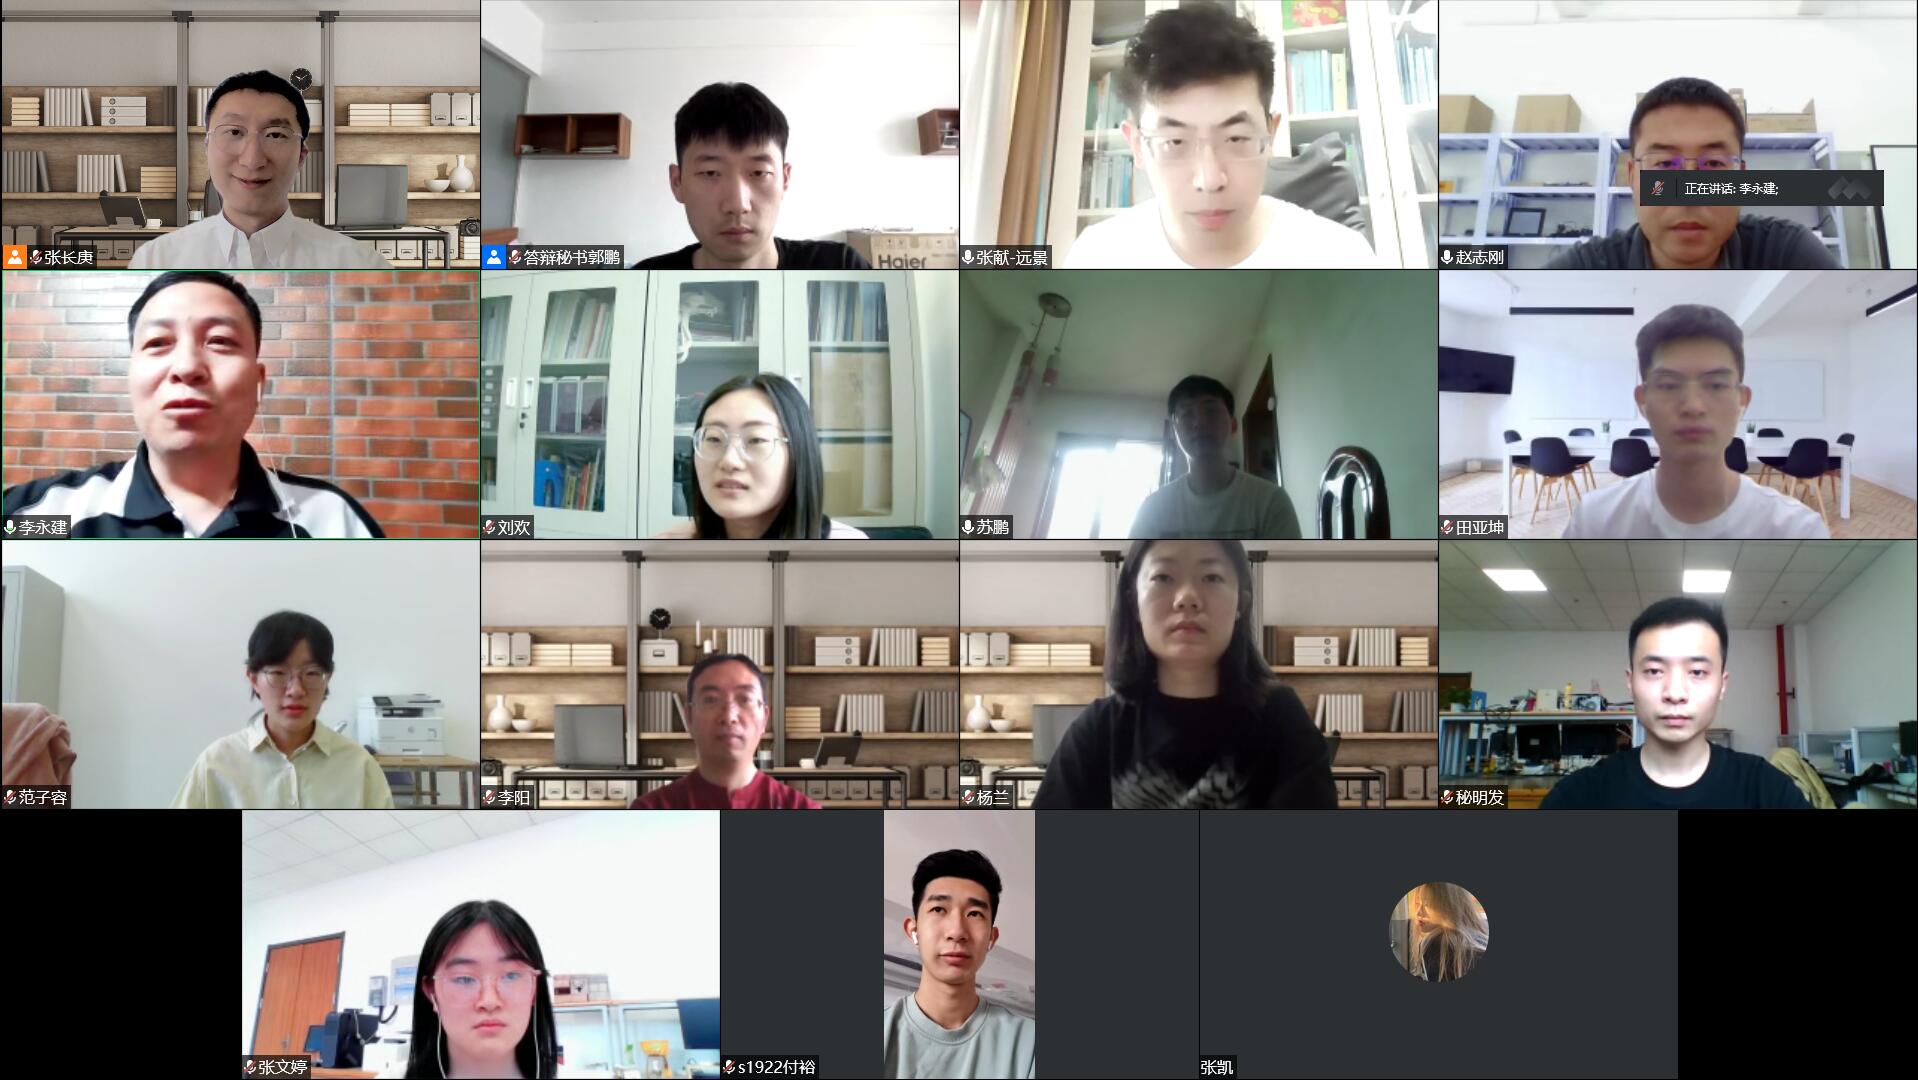 张长庚
答辩秘书郭鹏
Haier
张献-远景
赵志刚
正在讲话: 李永建;
李永建
刘欢
苏鹏
田亚坤
范子容
李阳
杨兰
秘明发
张文婷
s1922付裕
张凯